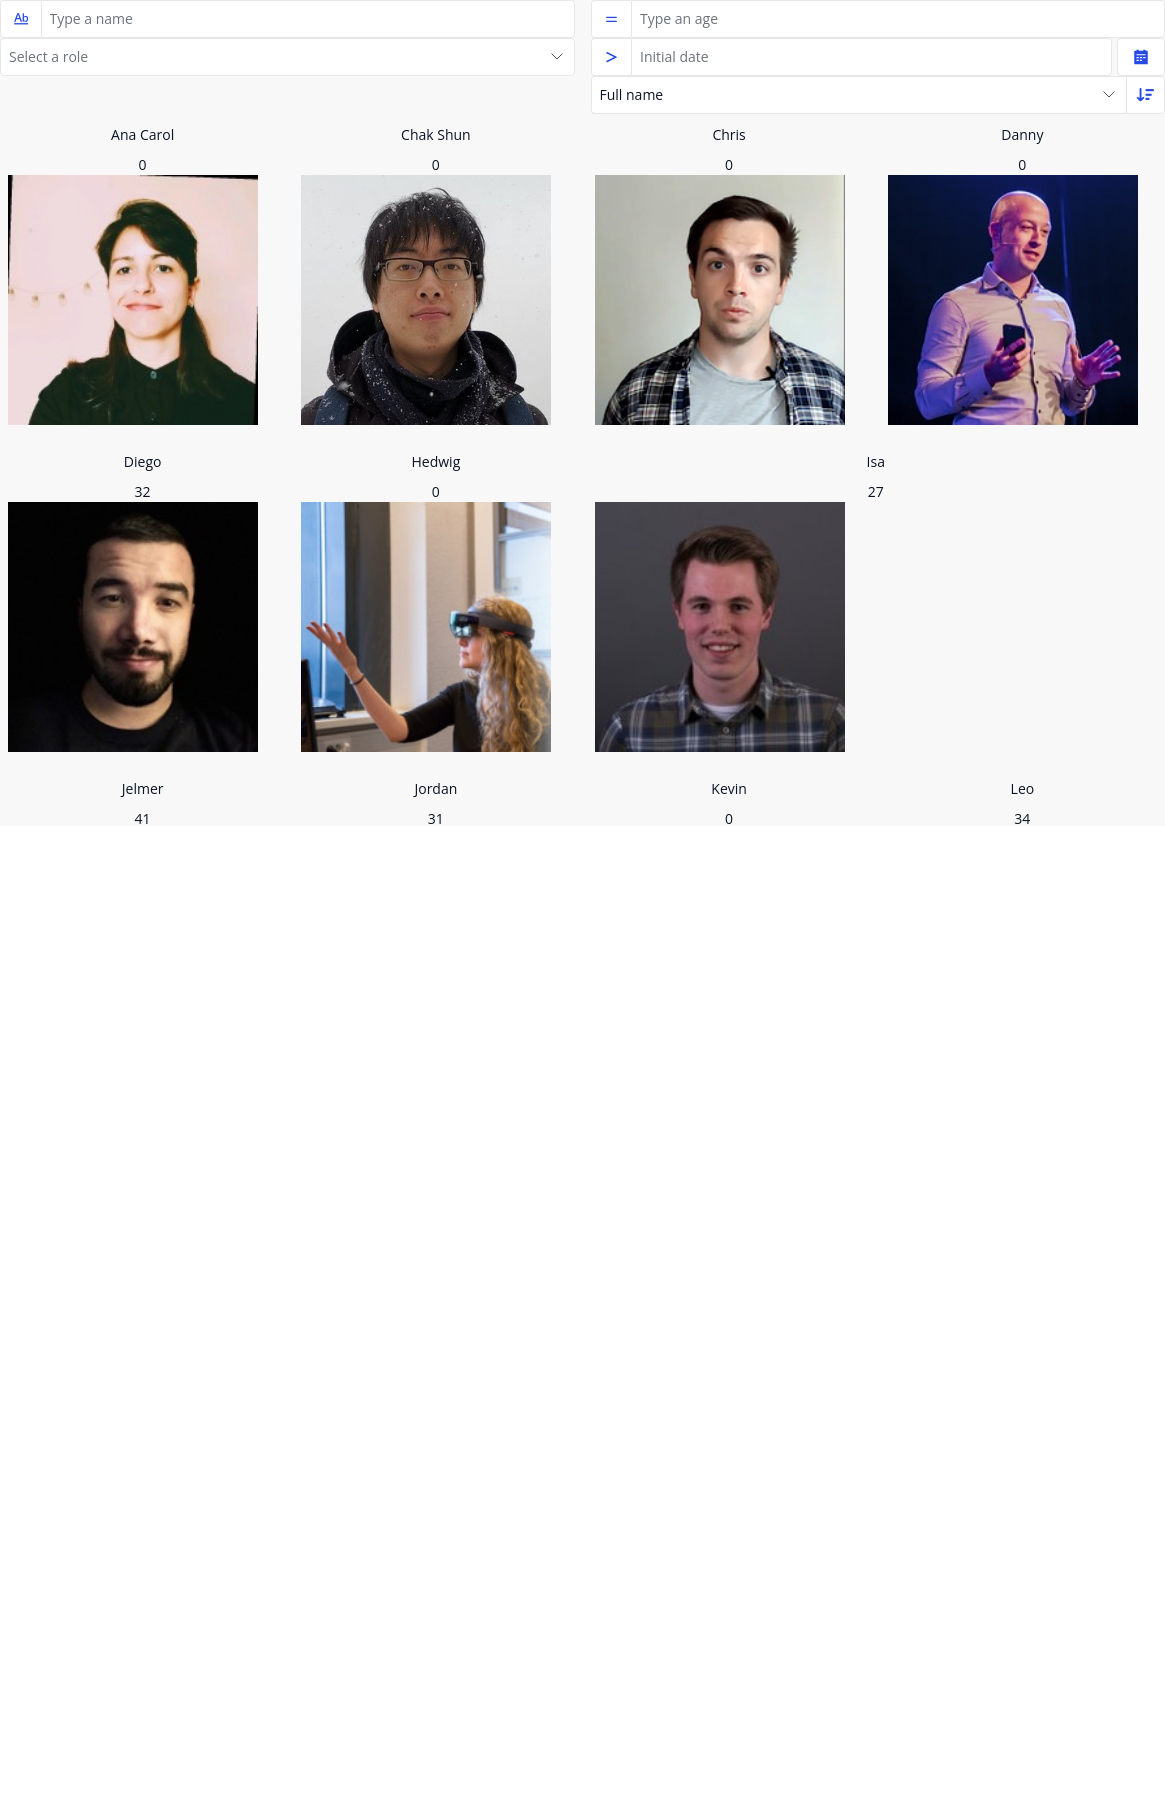 Ab Type a name
= Type an age
Select a role
> Initial date
Full name
Ana Carol Chak Shun Chris Danny
0 0 0 0
Diego Hedwig Isa
32 0 27
Jelmer Jordan Kevin Leo
41 31 0 34